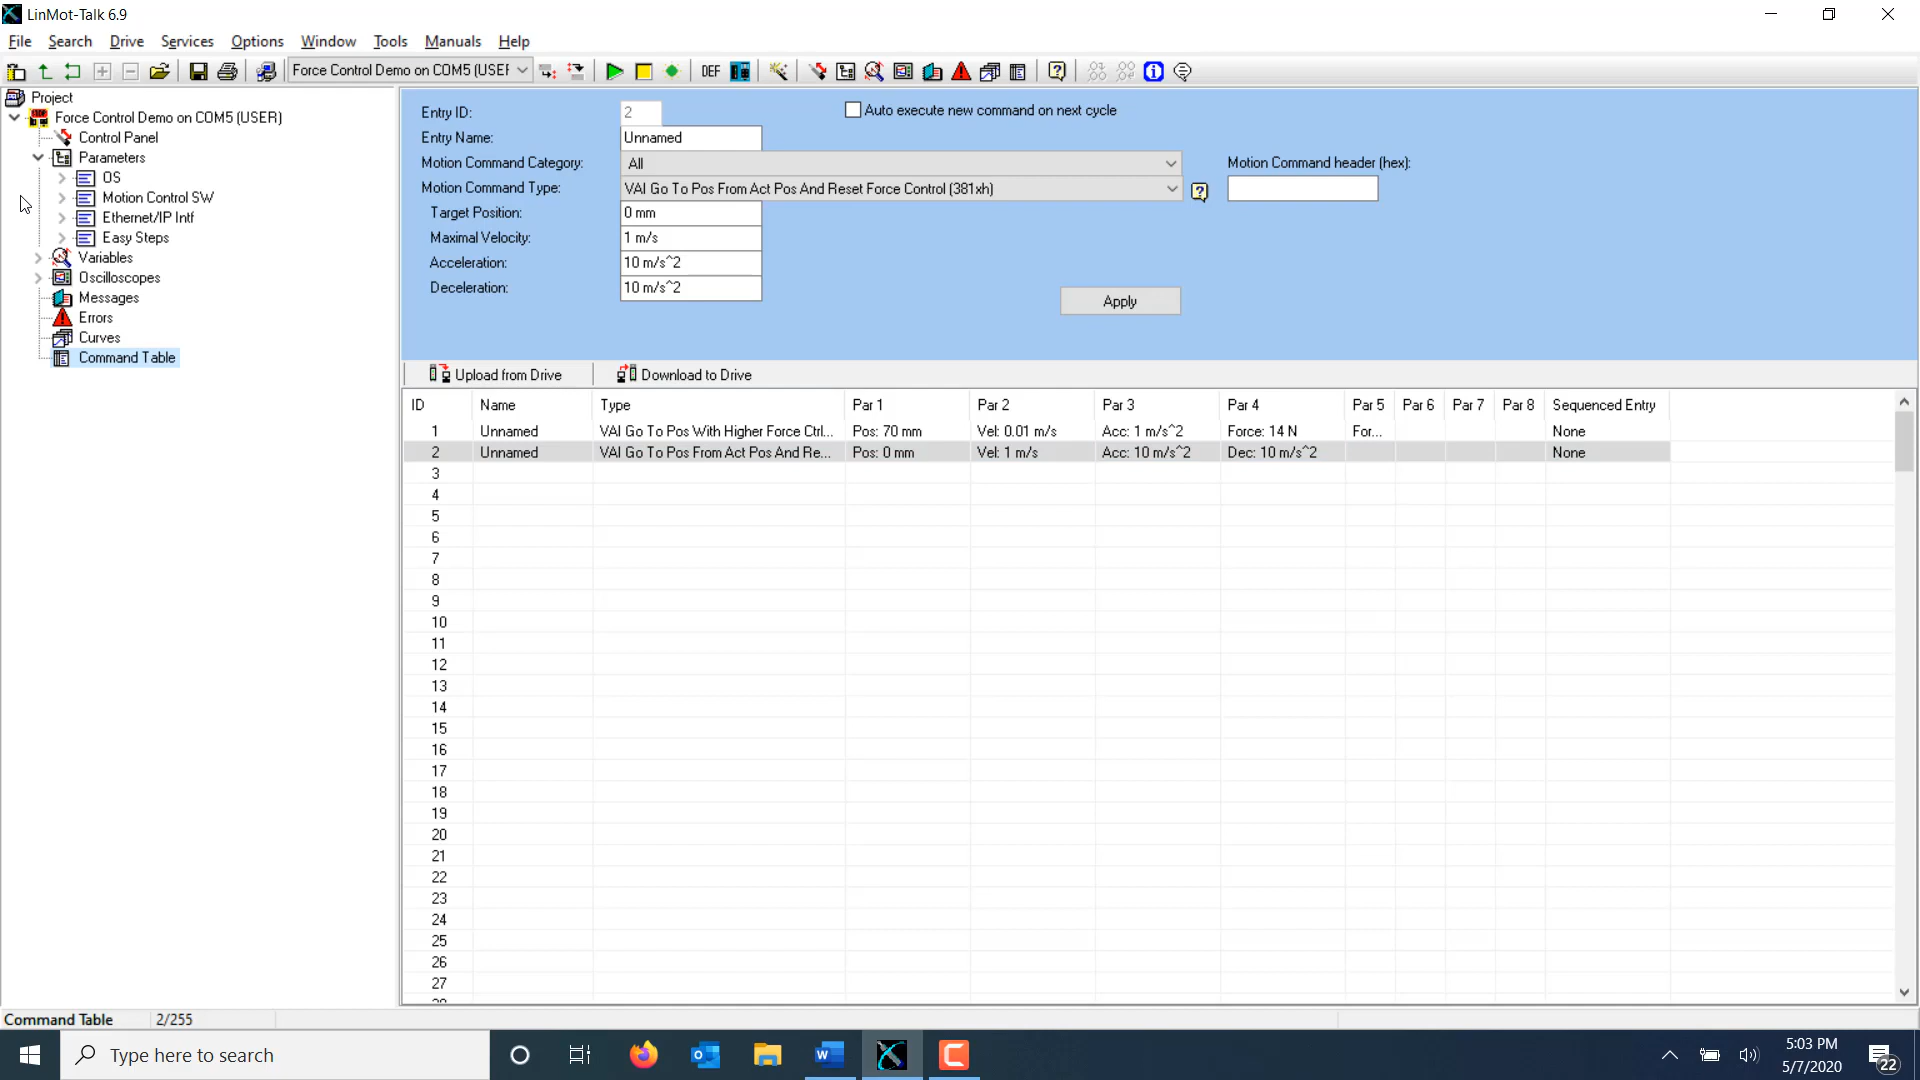 LinMot-Talk 6.9
File Search Drive Services Options Window Tools Manuals Help
Force Control Demo on COM5 (USEF DEF
Project
Force Control Demo on COM5 (USER)
Control Panel
Parameters
OS
Motion Control SW
Ethernet/IP Intf
Easy Steps
Variables
Oscilloscopes
Messages
Errors
Curves
Command Table
Entry ID: 2 Auto execute new command on next cycle
Entry Name: Unnamed
Motion Command Category: All Motion Command header (hex):
Motion Command Type: VAI Go To Pos From Act Pos And Reset Force Control (381xh)
Target Position: 0 mm
Maximal Velocity: 1 m/s
Acceleration: 10 m/s^2
Deceleration: 10 m/s^2
Apply
Upload from Drive Download to Drive
ID Name Type Par 1 Par 2 Par 3 Par 4 Par 5 Par 6 Par 7 Par 8 Sequenced Entry
1 Unnamed VAI Go To Pos With Higher Force Ctrl... Pos: 70 mm Vel: 0.01 m/s Acc: 1 m/s^2 Force: 14 N For... None
2 Unnamed VAI Go To Pos From Act Pos And Re... Pos: 0 mm Vel: 1 m/s Acc: 10 m/s^2 Dec: 10 m/s^2 None
3
4
5
6
7
8
9
10
11
12
13
14
15
16
17
18
19
20
21
22
23
24
25
26
27
Command Table 2/255
Type here to search
5:03 PM
5/7/2020
22